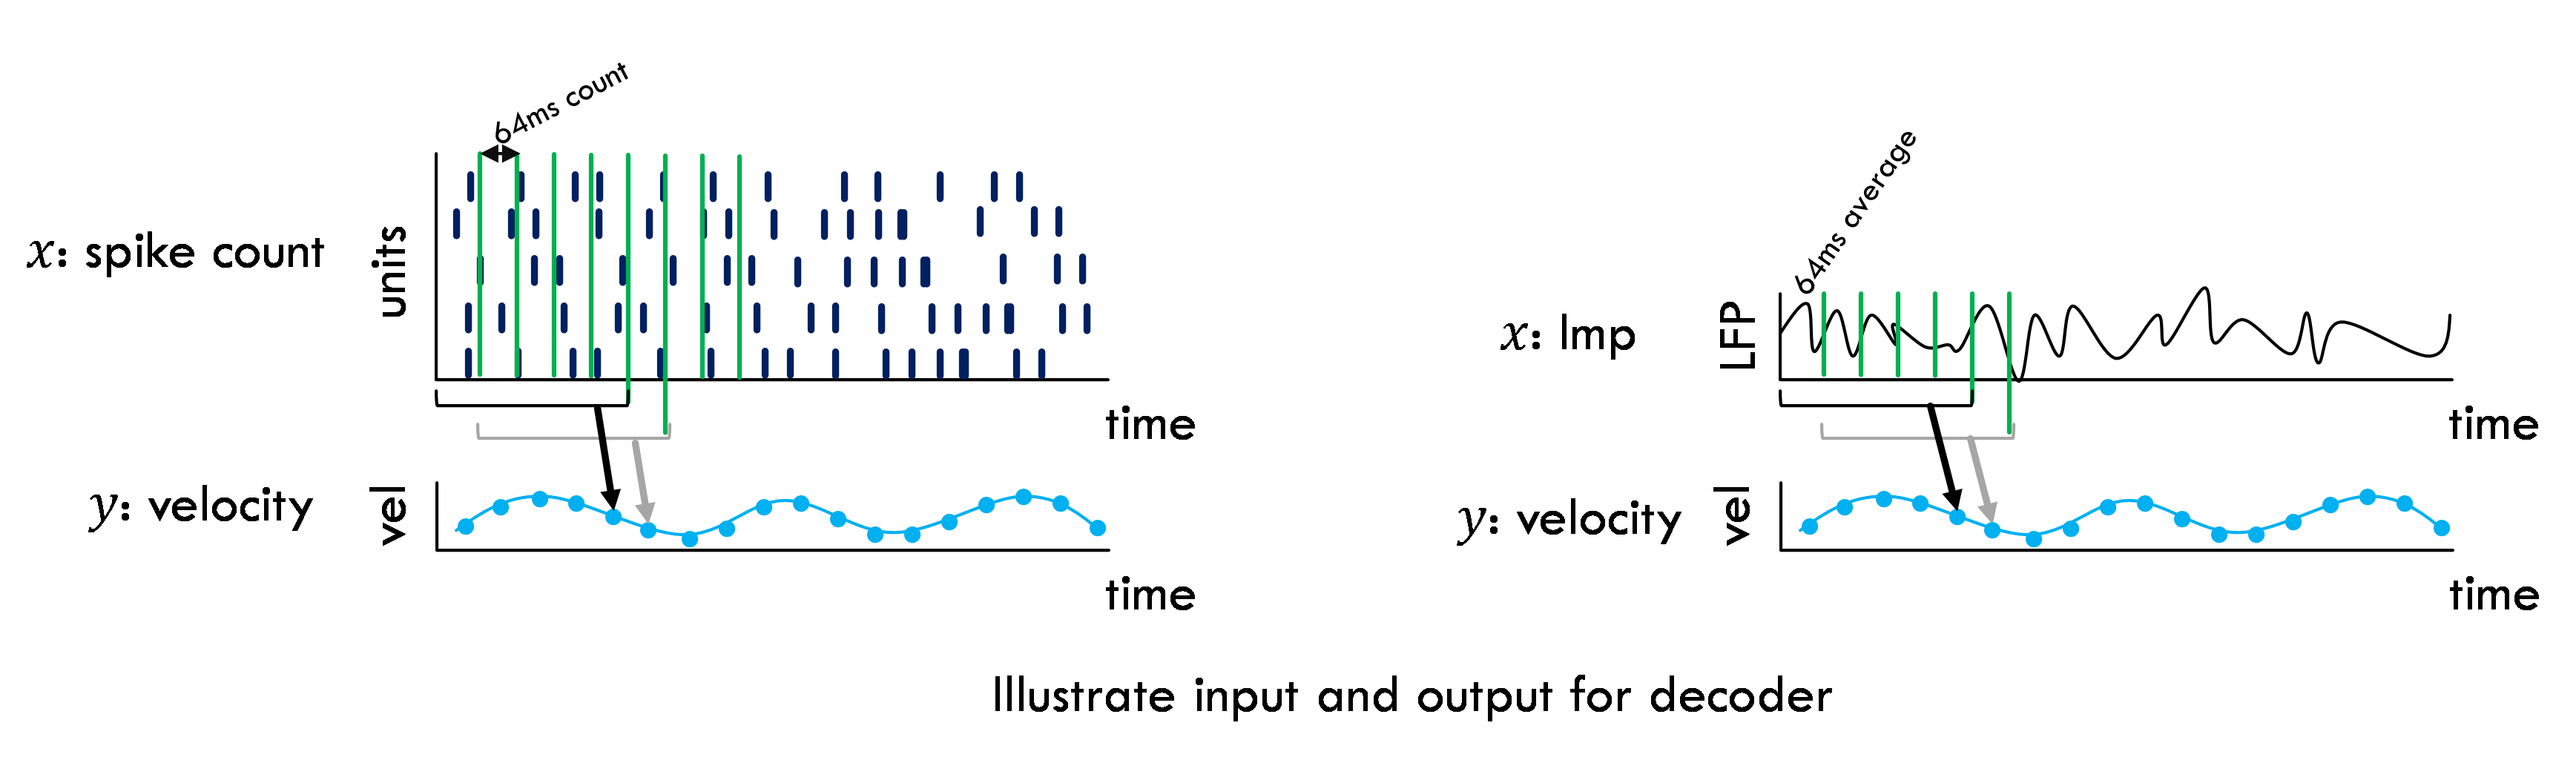 64ms count
x: spike count
units
time
y: velocity
vel
time
64ms average
x: lmp
LFP
time
y: velocity
vel
time
Illustrate input and output for decoder